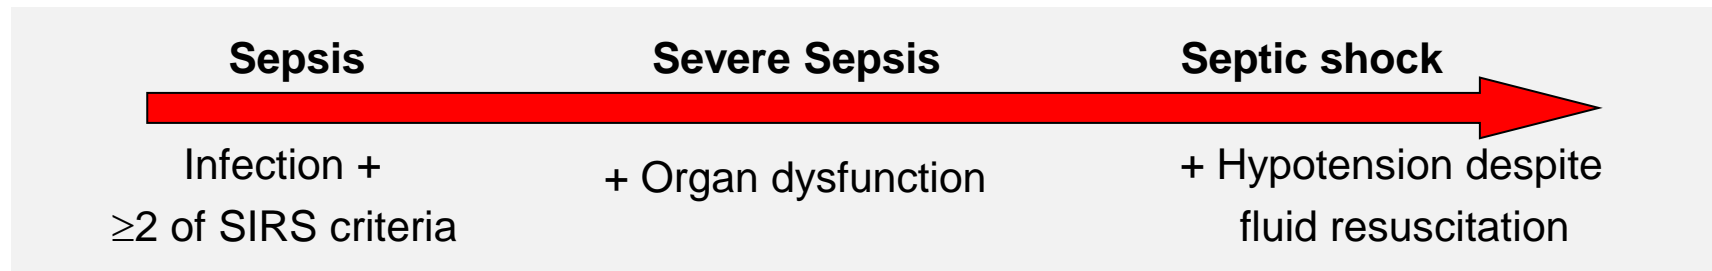 Sepsis
Severe Sepsis
Septic shock
Infection +
≥2 of SIRS criteria
+ Organ dysfunction
+ Hypotension despite
fluid resuscitation